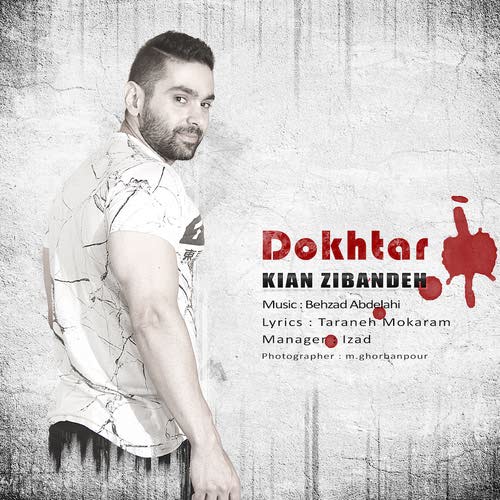 Dokhtar
KIAN ZIBANDEH
Music : Behzad Abdelahi
Lyrics : Taraneh Mokaram
Manager : Izad
Photographer : m.ghorbanpour